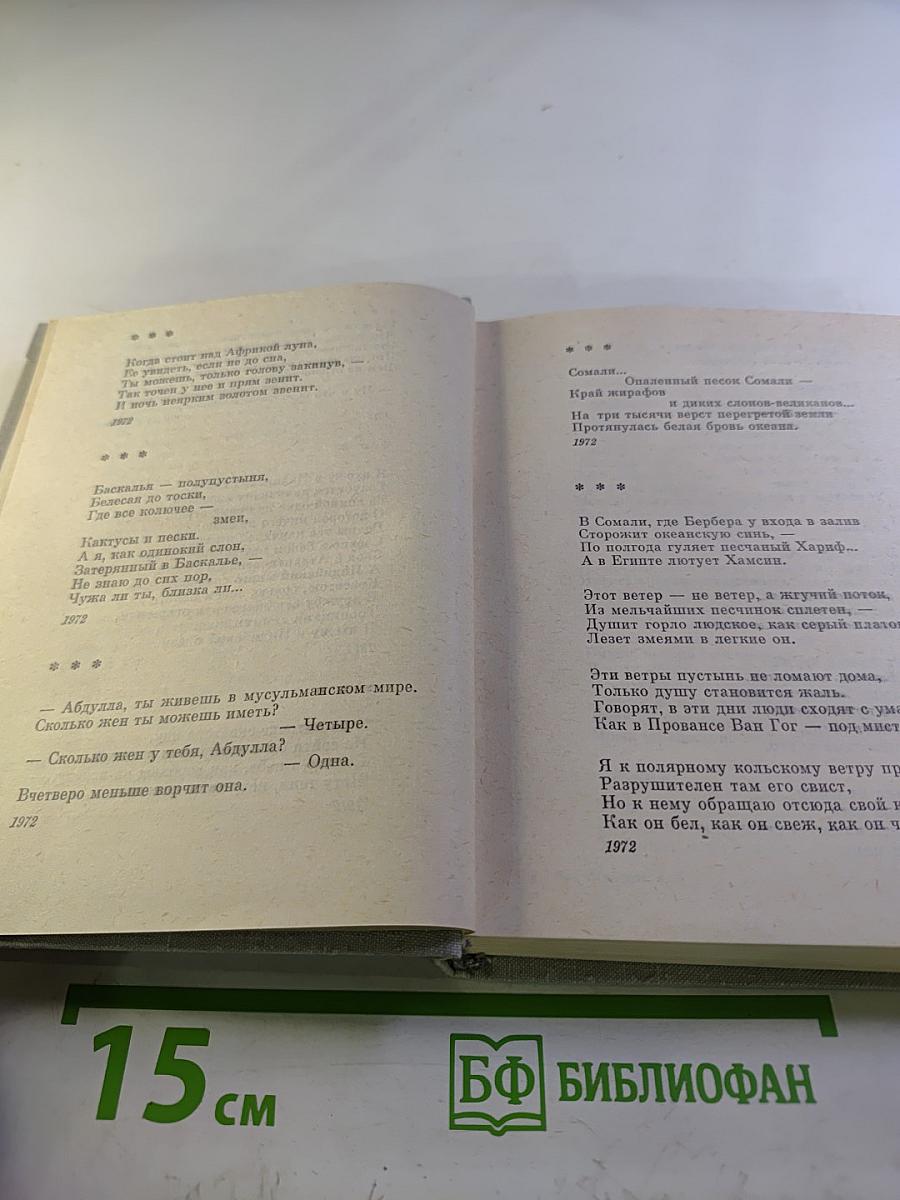 * * *
Когда стоит над Африкой луна,
Ее увидеть, если не до сна,
Ты можешь, только голову закинув, —
Так точен у нее и прям зенит.
И ночь неярким золотом звенит.
1972
* * *
Баскалья — полупустыня,
Белесая до тоски,
Где все колючее —
змеи,
Кактусы и пески.
А я, как одинокий слон,
Затерянный в Баскалье, —
Не знаю до сих пор,
Чужа ли ты, близка ли...
1972
* * *
— Абдулла, ты живешь в мусульманском мире.
Сколько жен ты можешь иметь?
— Четыре.
— Сколько жен у тебя, Абдулла?
— Одна.
Вчетверо меньше ворчит она.
1972
* * *
Сомали...
Опаленный песок Сомали —
Край жирафов
и диких слонов-великанов...
На три тысячи верст перегретой земли
Протянулась белая бровь океана.
1972
* * *
В Сомали, где Бербера у входа в залив
Сторожит океанскую синь, —
По полгода гуляет песчаный Хариф...
А в Египте лютует Хамсин.
Этот ветер — не ветер, а жгучий поток,
Из мельчайших песчинок сплетен, —
Душит горло людское, как серый
Лезет змеями в легкие он.
Эти ветры пустынь не ломают дома,
Только душу становится жаль.
Говорят, в эти дни люди сходят с
Как в Провансе Ван Гог — под
Я к полярному кольскому ветру
Разрушителен там его свист,
Но к нему обращаю отсюда свой
Как он бел, как он свеж, как он
1972
15 см
БФ БИБЛИОФАН